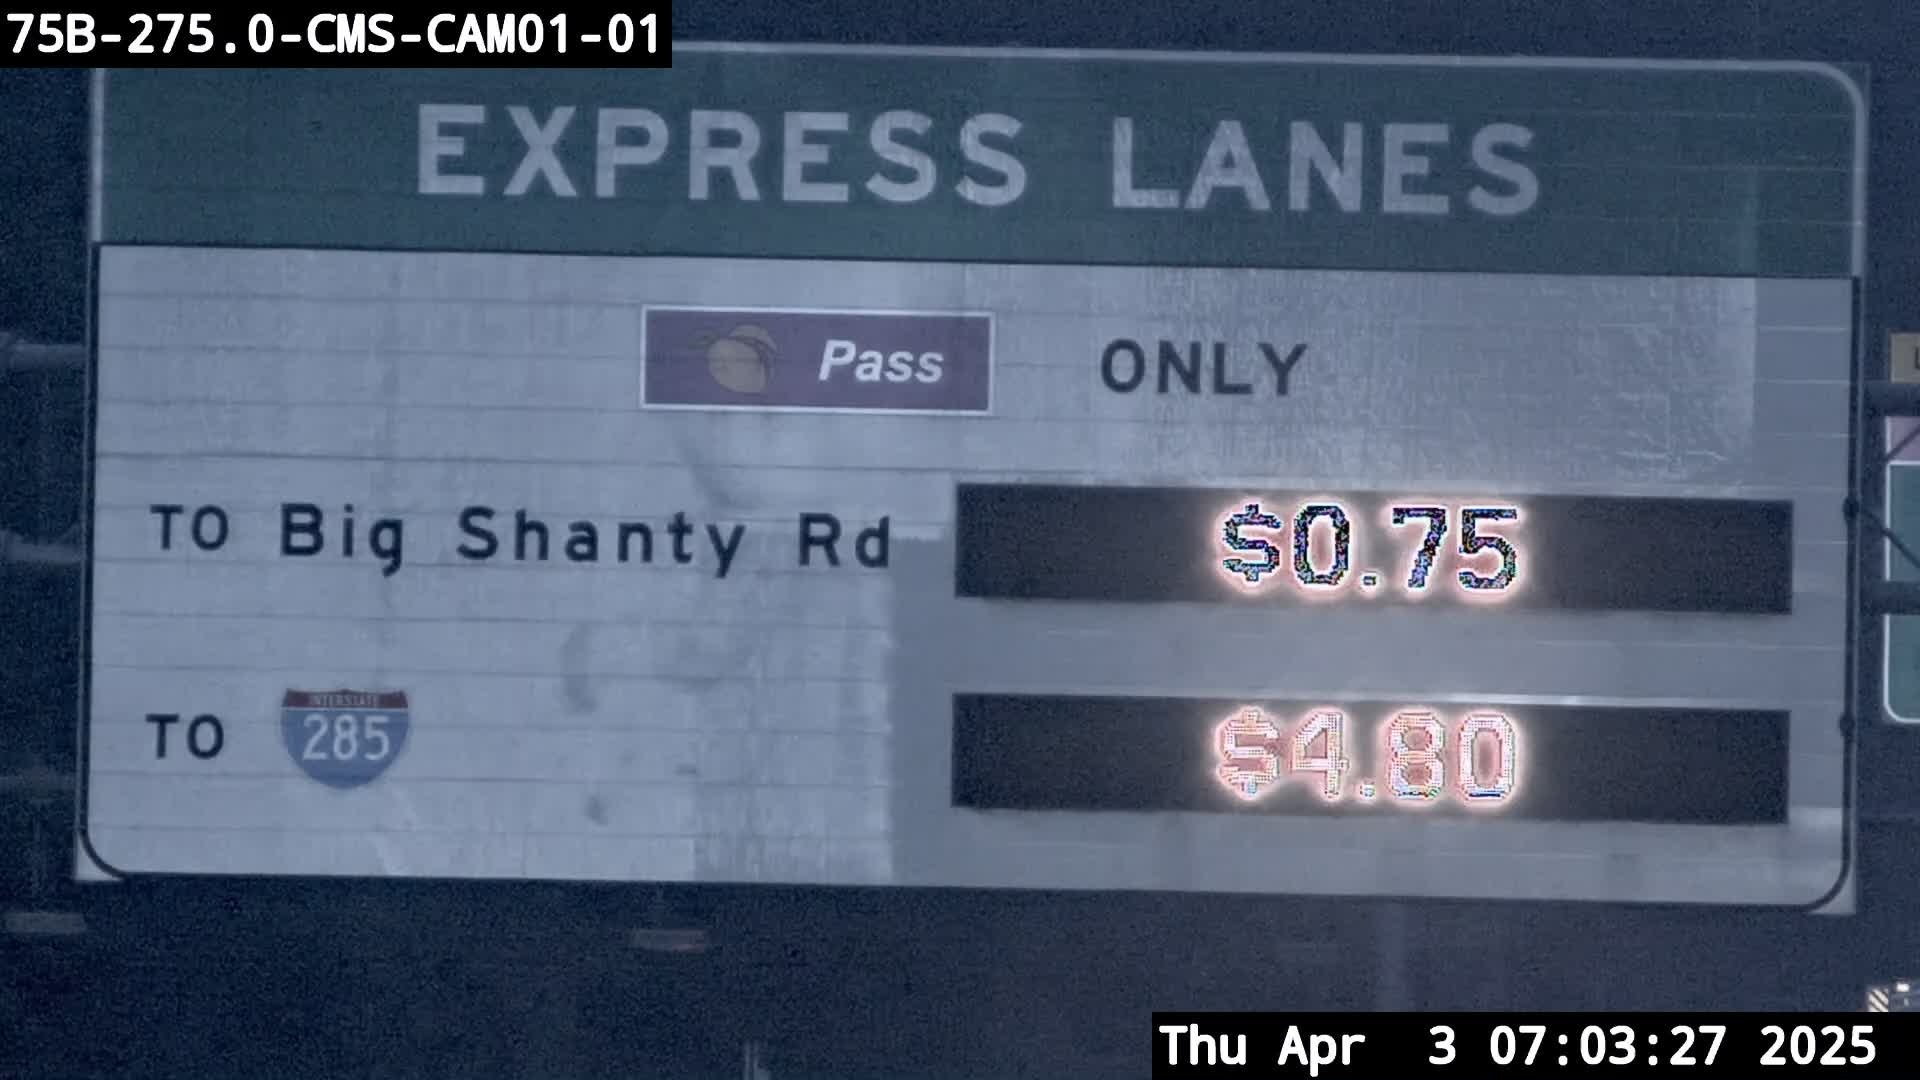 75B-275.0-CMS-CAM01-01
EXPRESS LANES
Pass ONLY
TO Big Shanty Rd $0.75
INTERSTATE
TO 285 $4.80
Thu Apr 3 07:03:27 2025